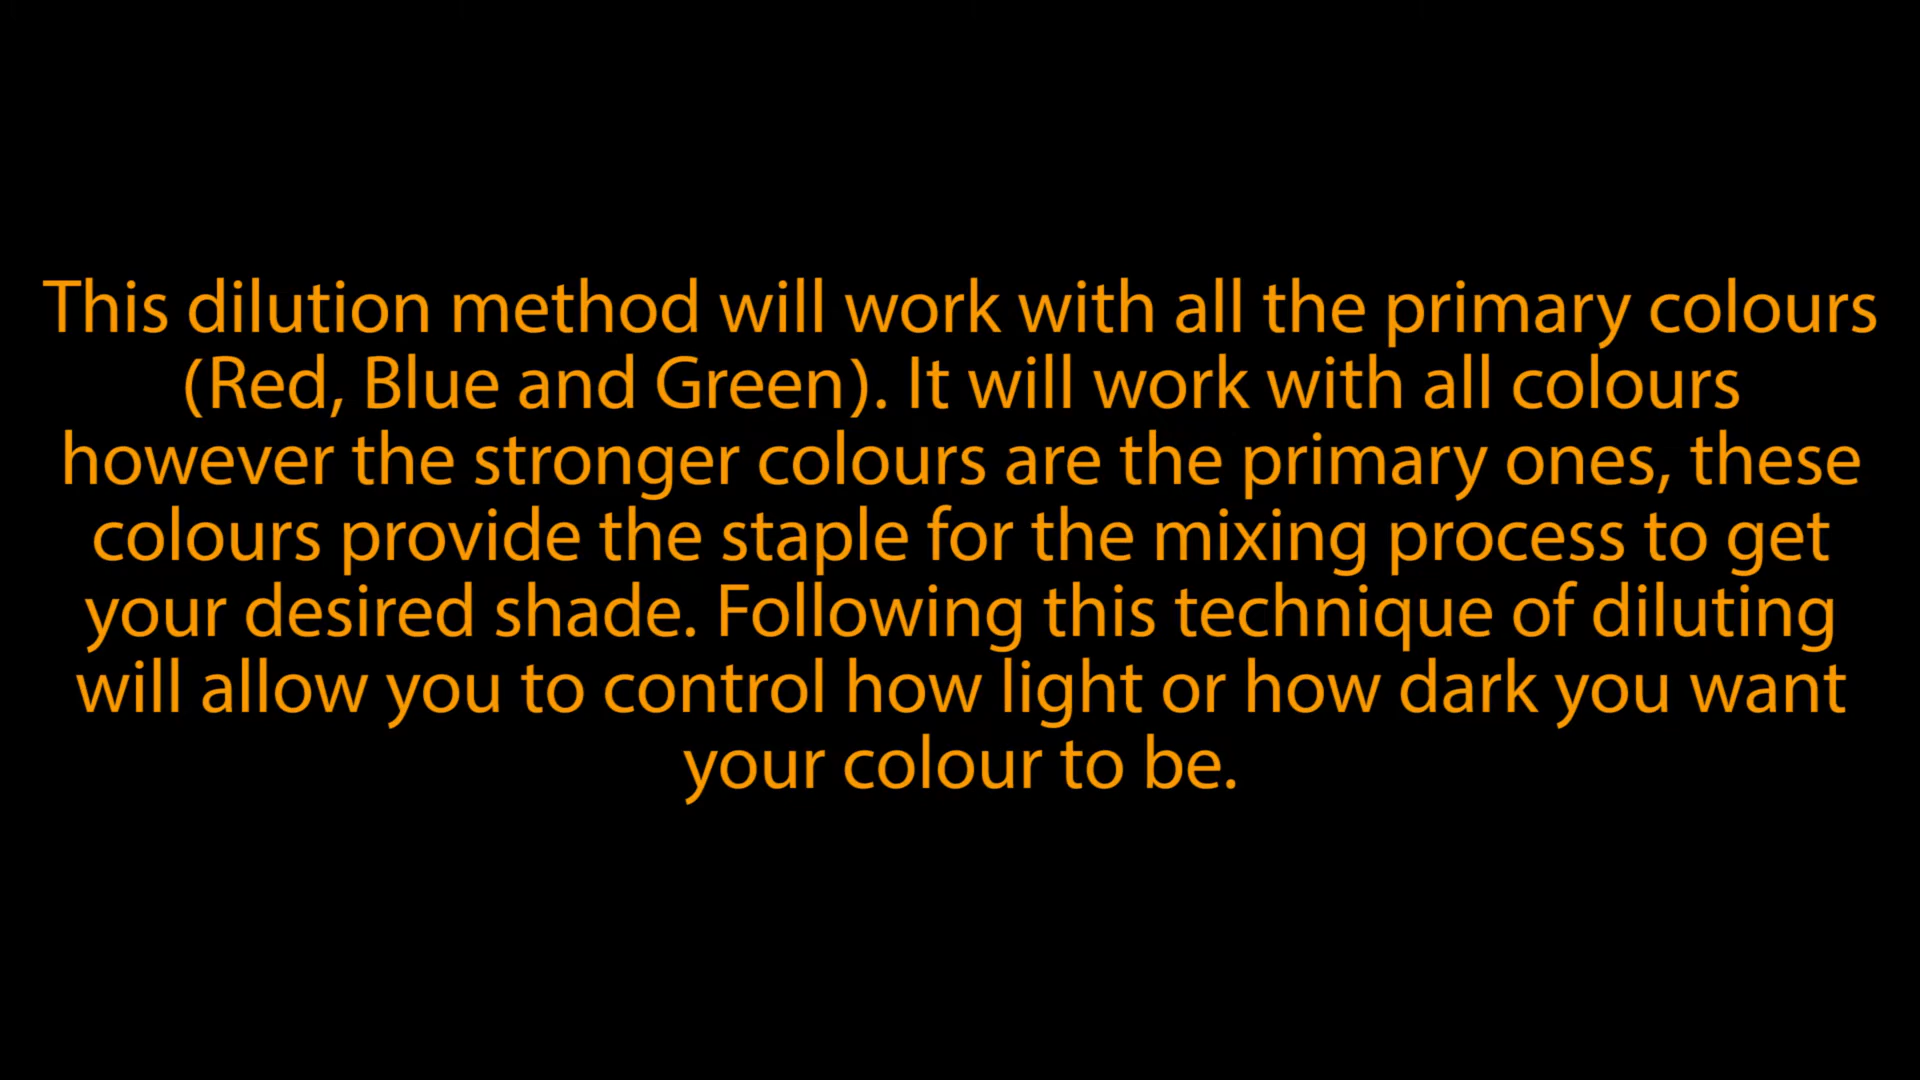 This dilution method will work with all the primary colours
(Red, Blue and Green). It will work with all colours
however the stronger colours are the primary ones, these
colours provide the staple for the mixing process to get
your desired shade. Following this technique of diluting
will allow you to control how light or how dark you want
your colour to be.